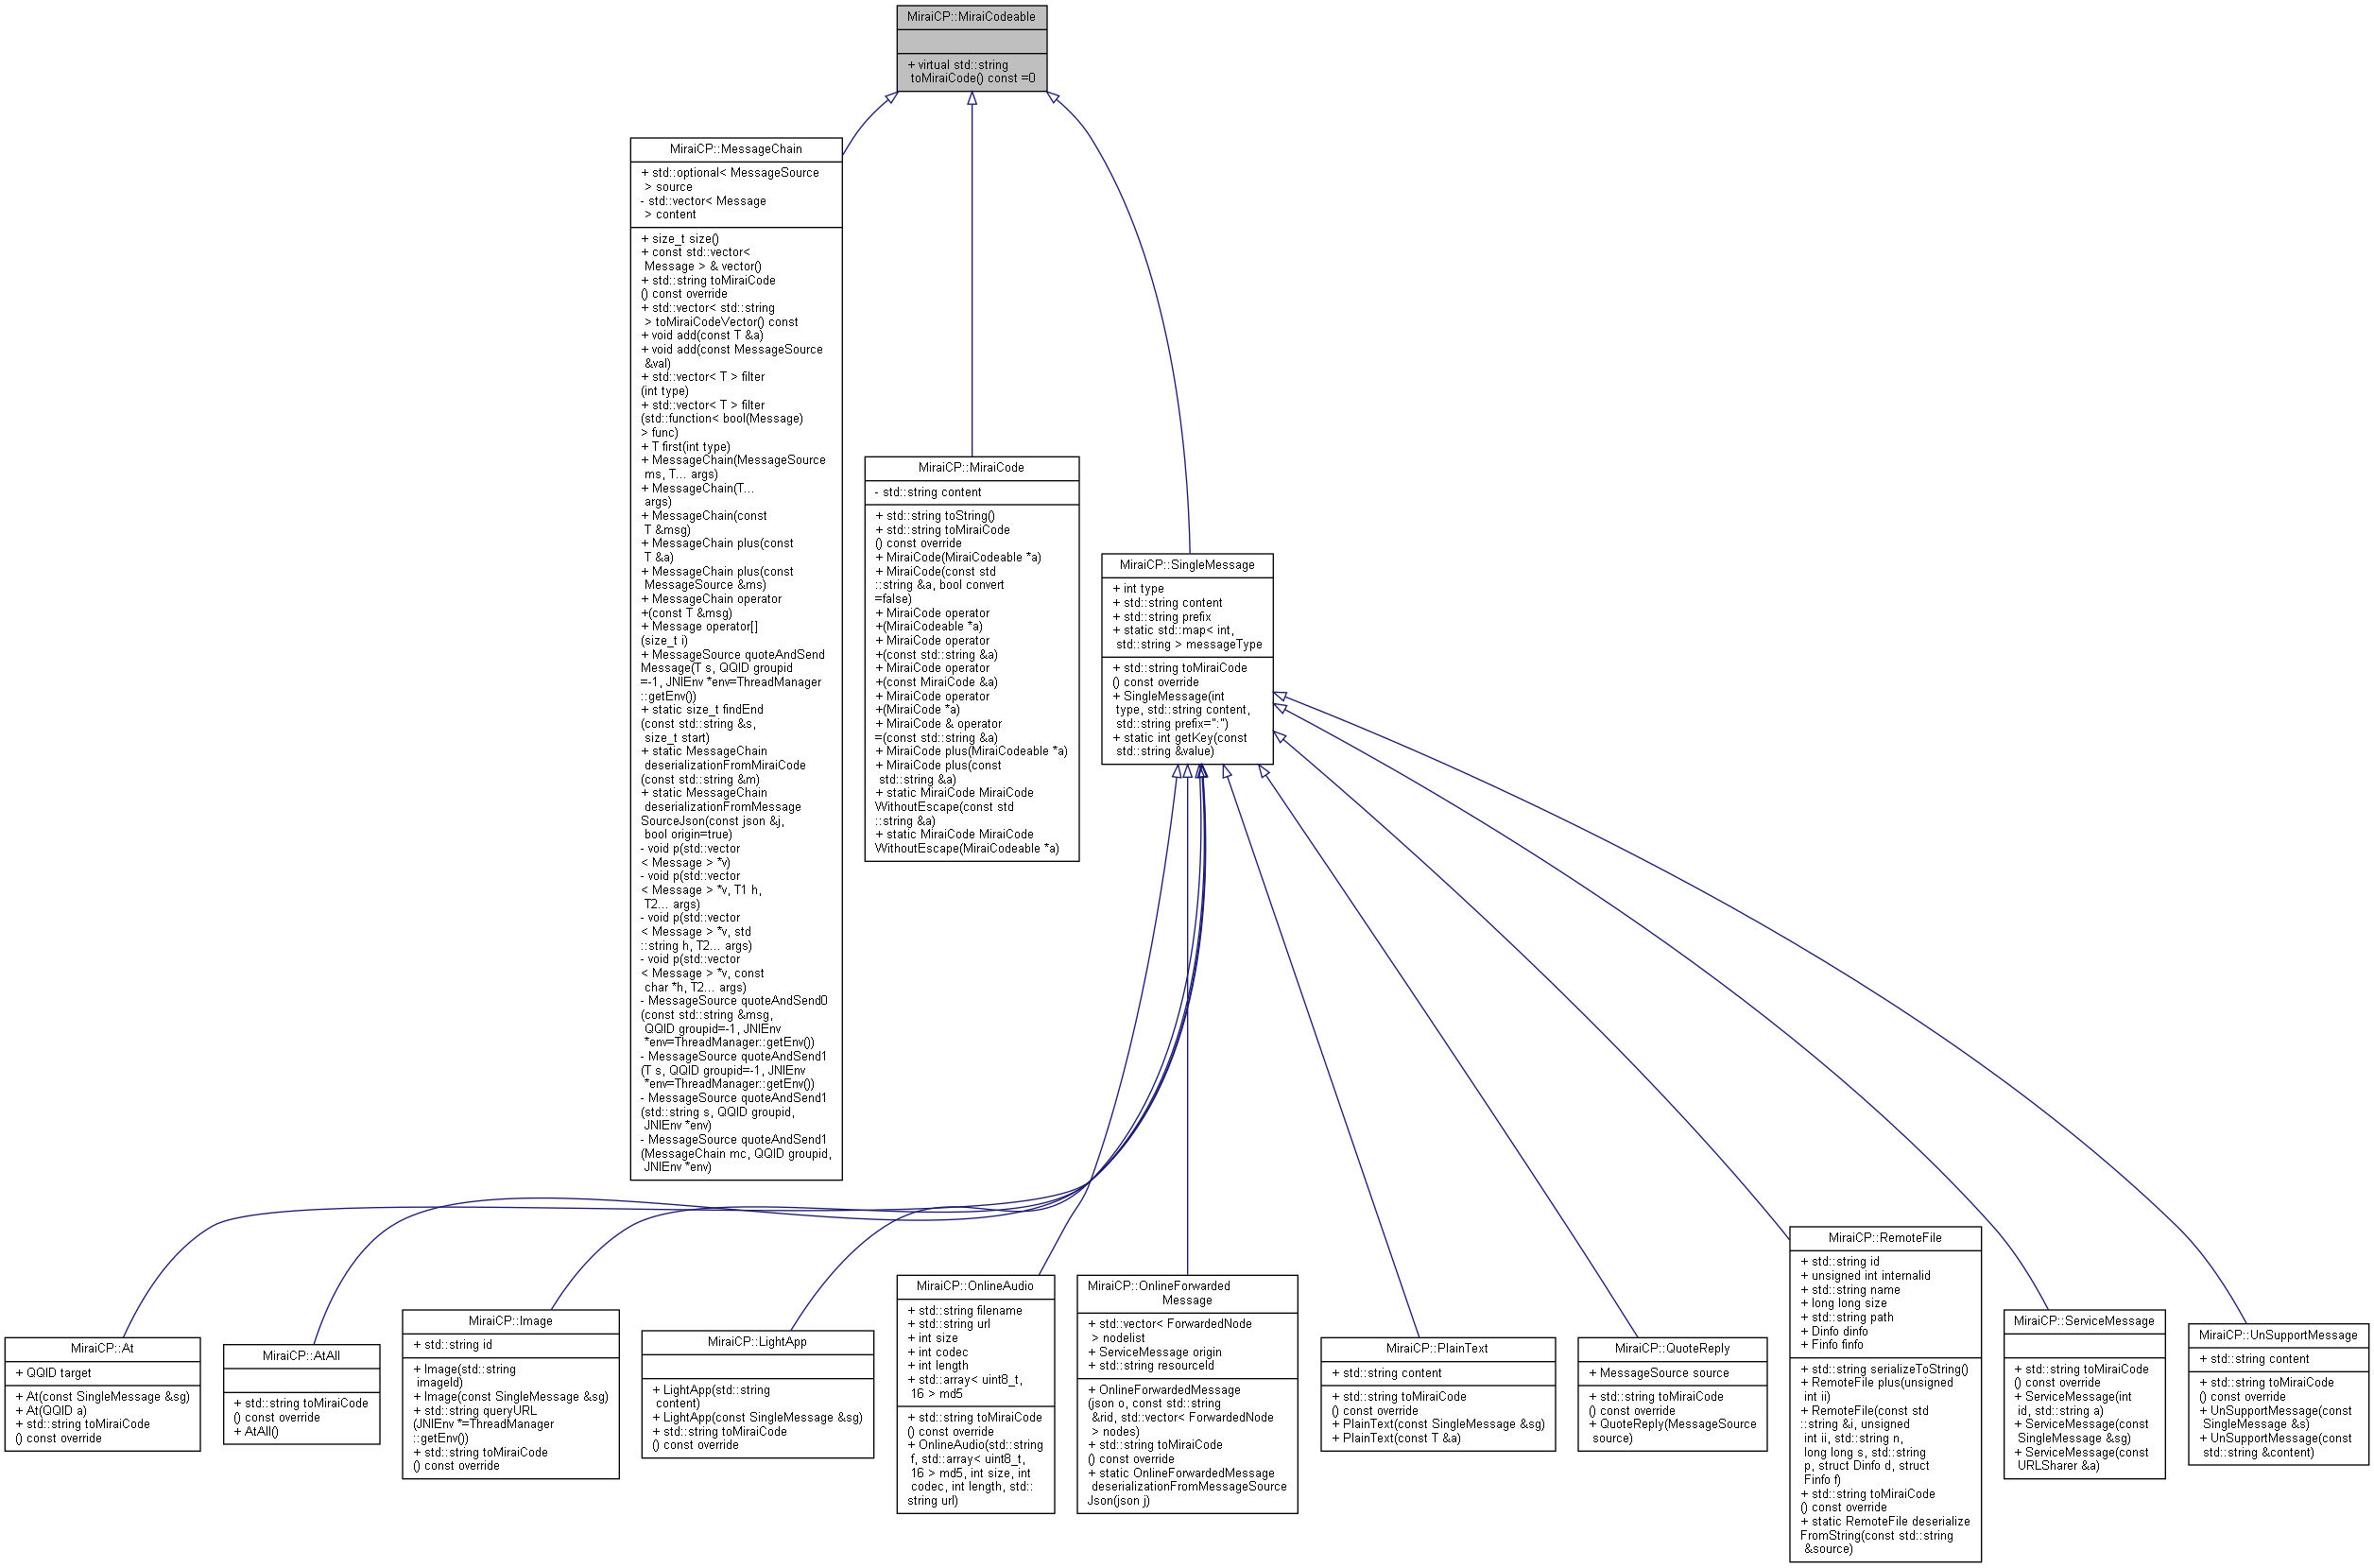 MiraiCP::MiraiCodeable
+ virtual std::string
toMiraiCode() const =0
MiraiCP::MessageChain
+ std::optional< MessageSource
> source
- std::vector< Message
> content
+ size_t size()
+ const std::vector<
Message > & vector()
+ std::string toMiraiCode
() const override
+ std::vector< std::string
> toMiraiCodeVector() const
+ void add(const T &a)
+ void add(const MessageSource
&val)
+ std::vector< T > filter
(int type)
+ std::vector< T > filter
(std::function< bool(Message)
> func)
+ T first(int type)
+ MessageChain(MessageSource
ms, T... args)
+ MessageChain(T...
args)
+ MessageChain(const
T &msg)
+ MessageChain plus(const
T &a)
+ MessageChain plus(const
MessageSource &ms)
+ MessageChain operator
+(const T &msg)
+ Message operator[]
(size_t i)
+ MessageSource quoteAndSend
Message(T s, QQID groupid
=-1, JNIEnv *env=ThreadManager
::getEnv())
+ static size_t findEnd
(const std::string &s,
size_t start)
+ static MessageChain
deserializationFromMiraiCode
(const std::string &m)
+ static MessageChain
deserializationFromMessage
SourceJson(const json &j,
bool origin=true)
- void p(std::vector
< Message > *v)
- void p(std::vector
< Message > *v, T1 h,
T2... args)
- void p(std::vector
< Message > *v, std
::string h, T2... args)
- void p(std::vector
< Message > *v, const
char *h, T2... args)
- MessageSource quoteAndSend0
(const std::string &msg,
QQID groupid=-1, JNIEnv
*env=ThreadManager::getEnv())
- MessageSource quoteAndSend1
(T s, QQID groupid=-1, JNIEnv
*env=ThreadManager::getEnv())
- MessageSource quoteAndSend1
(std::string s, QQID groupid,
JNIEnv *env)
- MessageSource quoteAndSend1
(MessageChain mc, QQID groupid,
JNIEnv *env)
MiraiCP::MiraiCode
- std::string content
+ std::string toString()
+ std::string toMiraiCode
() const override
+ MiraiCode(MiraiCodeable *a)
+ MiraiCode(const std
::string &a, bool convert
=false)
+ MiraiCode operator
+(MiraiCodeable *a)
+ MiraiCode operator
+(const std::string &a)
+ MiraiCode operator
+(const MiraiCode &a)
+ MiraiCode operator
+(MiraiCode *a)
+ MiraiCode & operator
=(const std::string &a)
+ MiraiCode plus(MiraiCodeable *a)
+ MiraiCode plus(const
std::string &a)
+ static MiraiCode MiraiCode
WithoutEscape(const std
::string &a)
+ static MiraiCode MiraiCode
WithoutEscape(MiraiCodeable *a)
MiraiCP::SingleMessage
+ int type
+ std::string content
+ std::string prefix
+ static std::map< int,
std::string > messageType
+ std::string toMiraiCode
() const override
+ SingleMessage(int
type, std::string content,
std::string prefix=":")
+ static int getKey(const
std::string &value)
MiraiCP::At
+ QQID target
+ At(const SingleMessage &sg)
+ At(QQID a)
+ std::string toMiraiCode
() const override
MiraiCP::AtAll
+ std::string toMiraiCode
() const override
+ AtAll()
MiraiCP::Image
+ std::string id
+ Image(std::string
imageId)
+ Image(const SingleMessage &sg)
+ std::string queryURL
(JNIEnv *=ThreadManager
::getEnv())
+ std::string toMiraiCode
() const override
MiraiCP::LightApp
+ LightApp(std::string
content)
+ LightApp(const SingleMessage &sg)
+ std::string toMiraiCode
() const override
MiraiCP::OnlineAudio
+ std::string filename
+ std::string url
+ int size
+ int codec
+ int length
+ std::array< uint8_t,
16 > md5
+ std::string toMiraiCode
() const override
+ OnlineAudio(std::string
f, std::array< uint8_t,
16 > md5, int size, int
codec, int length, std::
string url)
MiraiCP::OnlineForwarded
Message
+ std::vector< ForwardedNode
> nodelist
+ ServiceMessage origin
+ std::string resourceId
+ OnlineForwardedMessage
(json o, const std::string
&rid, std::vector< ForwardedNode
> nodes)
+ std::string toMiraiCode
() const override
+ static OnlineForwardedMessage
deserializationFromMessageSource
Json(json j)
MiraiCP::PlainText
+ std::string content
+ std::string toMiraiCode
() const override
+ PlainText(const SingleMessage &sg)
+ PlainText(const T &a)
MiraiCP::QuoteReply
+ MessageSource source
+ std::string toMiraiCode
() const override
+ QuoteReply(MessageSource
source)
MiraiCP::RemoteFile
+ std::string id
+ unsigned int internalid
+ std::string name
+ long long size
+ std::string path
+ Dinfo dinfo
+ Finfo finfo
+ std::string serializeToString()
+ RemoteFile plus(unsigned
int ii)
+ RemoteFile(const std
::string &i, unsigned
int ii, std::string n,
long long s, std::string
p, struct Dinfo d, struct
Finfo f)
+ std::string toMiraiCode
() const override
+ static RemoteFile deserialize
FromString(const std::string
&source)
MiraiCP::ServiceMessage
+ std::string toMiraiCode
() const override
+ ServiceMessage(int
id, std::string a)
+ ServiceMessage(const
SingleMessage &sg)
+ ServiceMessage(const
URLSharer &a)
MiraiCP::UnSupportMessage
+ std::string content
+ std::string toMiraiCode
() const override
+ UnSupportMessage(const
SingleMessage &s)
+ UnSupportMessage(const
std::string &content)